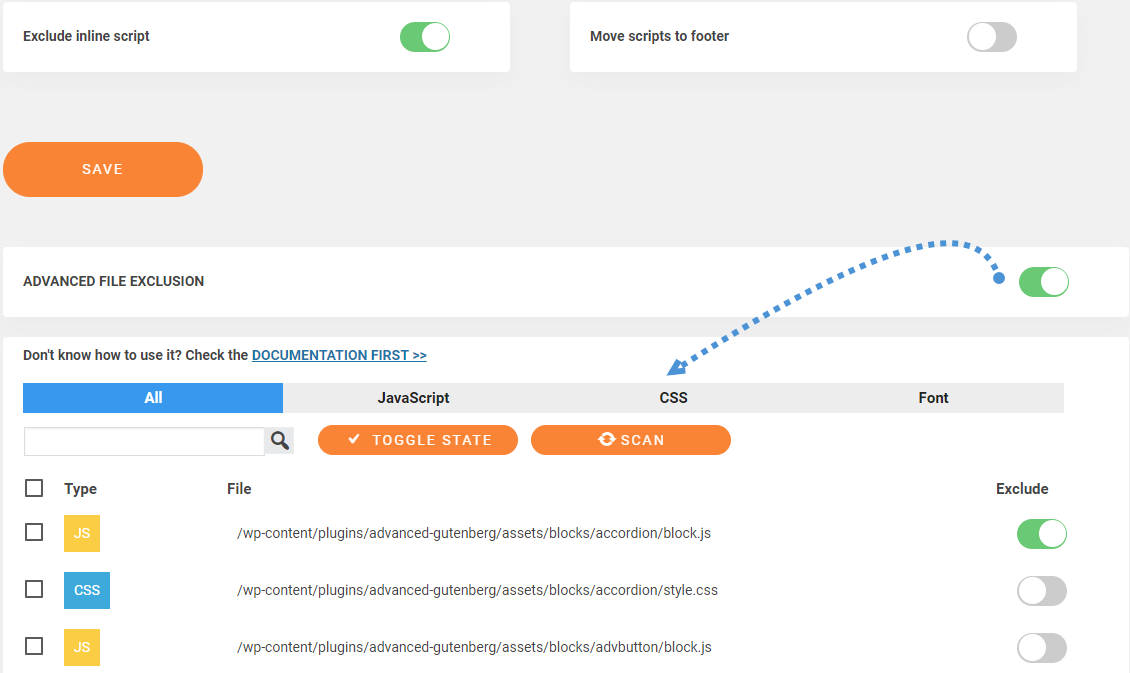 Exclude inline script
Move scripts to footer
SAVE
ADVANCED FILE EXCLUSION
Don't know how to use it? Check the DOCUMENTATION FIRST >>
All JavaScript CSS Font
TOGGLE STATE SCAN
Type File Exclude
JS /wp-content/plugins/advanced-gutenberg/assets/blocks/accordion/block.js
CSS /wp-content/plugins/advanced-gutenberg/assets/blocks/accordion/style.css
JS /wp-content/plugins/advanced-gutenberg/assets/blocks/advbutton/block.js